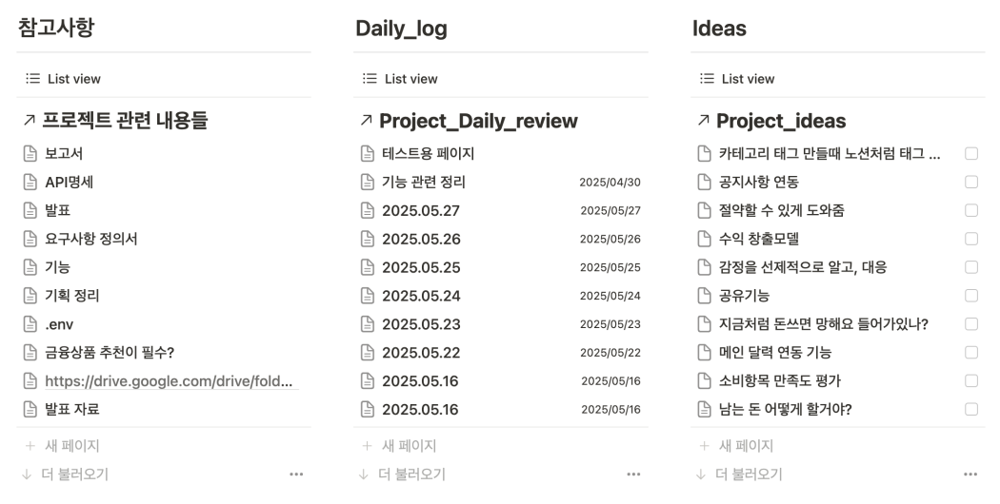 참고사항
List view
프로젝트 관련 내용들
보고서
API명세
발표
요구사항 정의서
기능
기획 정리
.env
금융상품 추천이 필수?
https://drive.google.com/drive/fold...
발표 자료
새 페이지
더 불러오기
Daily_log
List view
Project_Daily_review
테스트용 페이지
기능 관련 정리 2025/04/30
2025.05.27 2025/05/27
2025.05.26 2025/05/26
2025.05.25 2025/05/25
2025.05.24 2025/05/24
2025.05.23 2025/05/23
2025.05.22 2025/05/22
2025.05.16 2025/05/16
2025.05.16 2025/05/16
새 페이지
더 불러오기
Ideas
List view
Project_ideas
카테고리 태그 만들때 노션처럼 태그 ...
공지사항 연동
절약할 수 있게 도와줌
수익 창출모델
감정을 선제적으로 알고, 대응
공유기능
지금처럼 돈쓰면 망해요 들어가있나?
메인 달력 연동 기능
소비항목 만족도 평가
남는 돈 어떻게 할거야?
새 페이지
더 불러오기